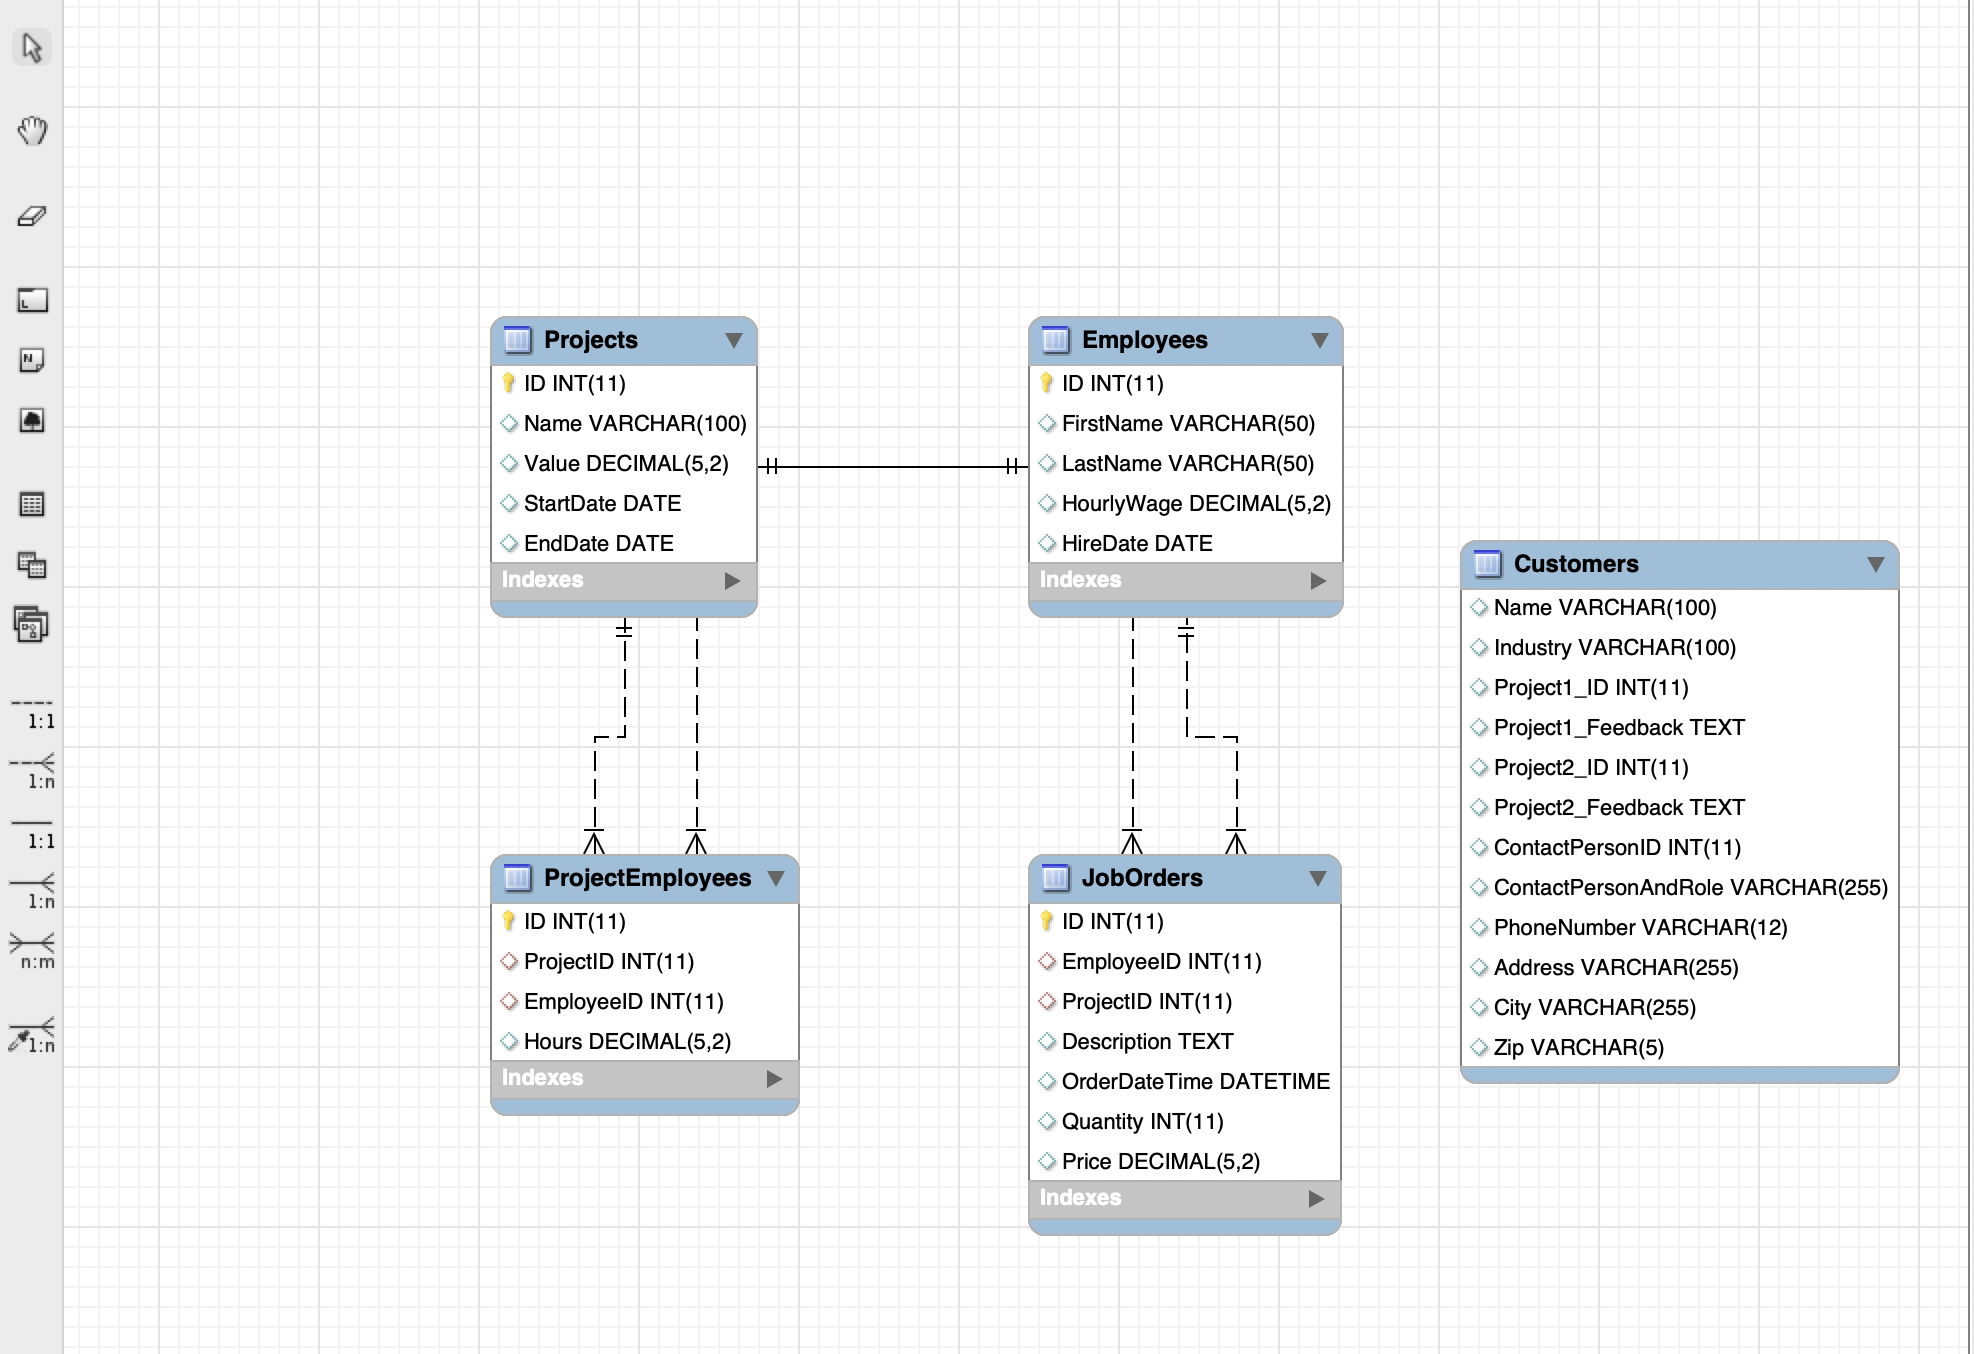 Projects
ID INT(11)
Name VARCHAR(100)
Value DECIMAL(5,2)
StartDate DATE
EndDate DATE
Indexes
Employees
ID INT(11)
FirstName VARCHAR(50)
LastName VARCHAR(50)
HourlyWage DECIMAL(5,2)
HireDate DATE
Indexes
Customers
Name VARCHAR(100)
Industry VARCHAR(100)
Project1_ID INT(11)
Project1_Feedback TEXT
Project2_ID INT(11)
Project2_Feedback TEXT
ContactPersonID INT(11)
ContactPersonAndRole VARCHAR(255)
PhoneNumber VARCHAR(12)
Address VARCHAR(255)
City VARCHAR(255)
Zip VARCHAR(5)
ProjectEmployees
ID INT(11)
ProjectID INT(11)
EmployeeID INT(11)
Hours DECIMAL(5,2)
Indexes
JobOrders
ID INT(11)
EmployeeID INT(11)
ProjectID INT(11)
Description TEXT
OrderDateTime DATETIME
Quantity INT(11)
Price DECIMAL(5,2)
Indexes
N
1:1
1:n
1:1
1:n
n:m
1:n